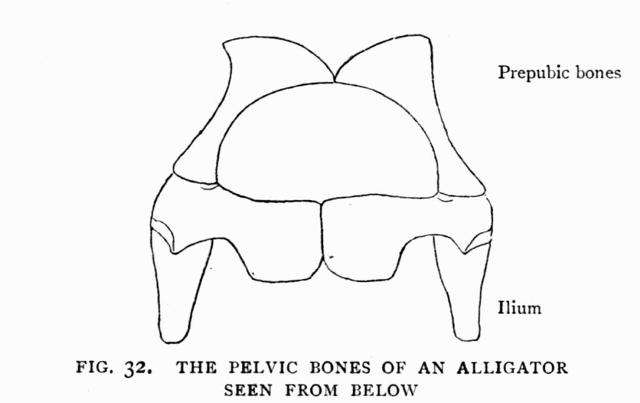 Prepubic bones
Ilium
FIG. 32. THE PELVIC BONES OF AN ALLIGATOR
SEEN FROM BELOW